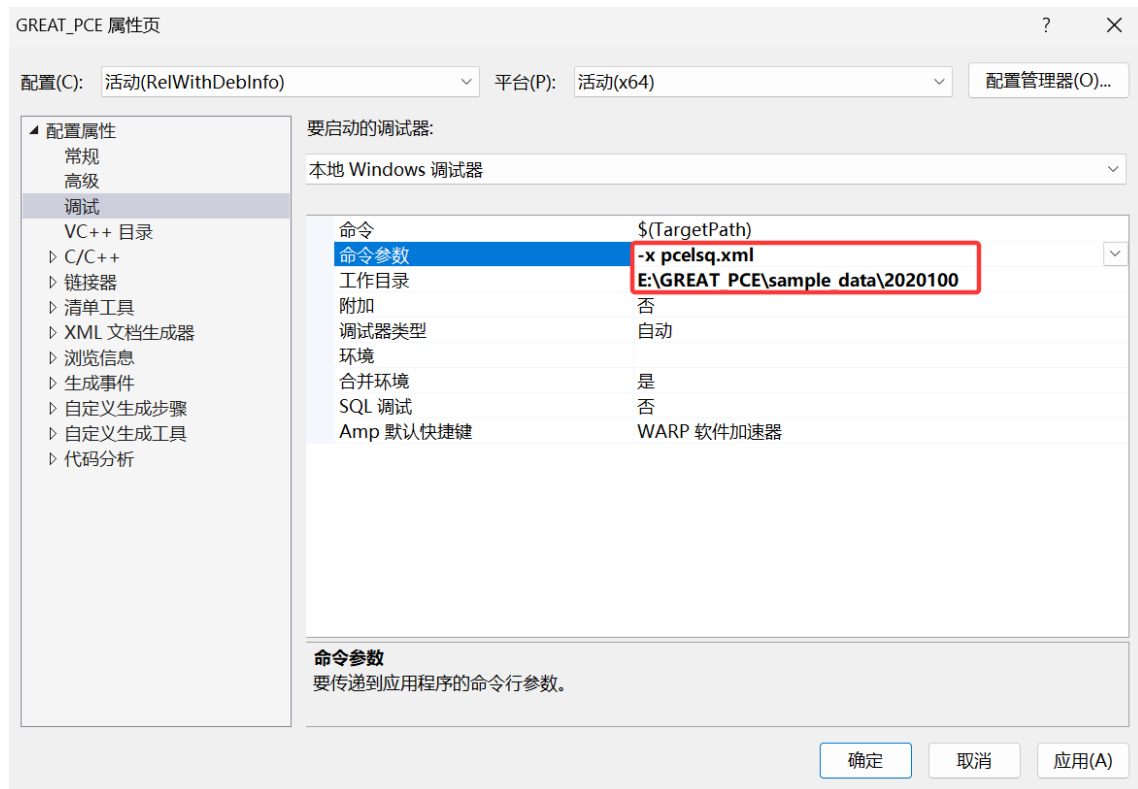 GREAT_PCE 属性页
配置(C): 活动(RelWithDebInfo) 平台(P): 活动(x64) 配置管理器(O)...
配置属性
常规
高级
调试
VC++ 目录
C/C++
链接器
清单工具
XML 文档生成器
浏览信息
生成事件
自定义生成步骤
自定义生成工具
代码分析
要启动的调试器:
本地 Windows 调试器
命令 $(TargetPath)
命令参数 -x pcelsq.xml
工作目录 E:\GREAT_PCE\sample_data\2020100
附加 否
调试器类型 自动
环境
合并环境 是
SQL 调试 否
Amp 默认快捷键 WARP 软件加速器
命令参数
要传递到应用程序的命令行参数。
确定 取消 应用(A)